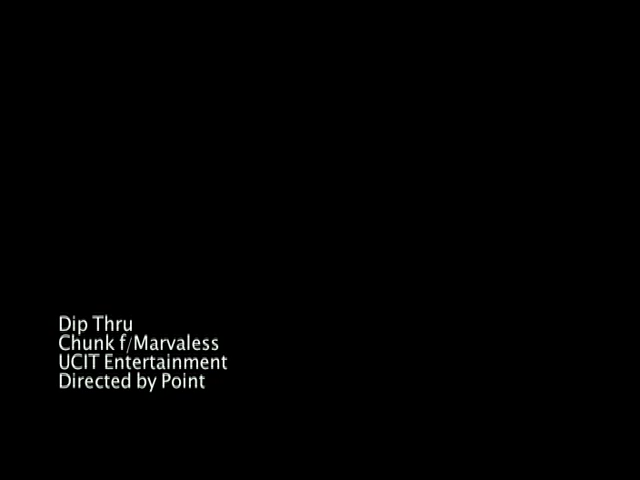 Dip Thru
Chunk f/Marvaless
UCIT Entertainment
Directed by Point